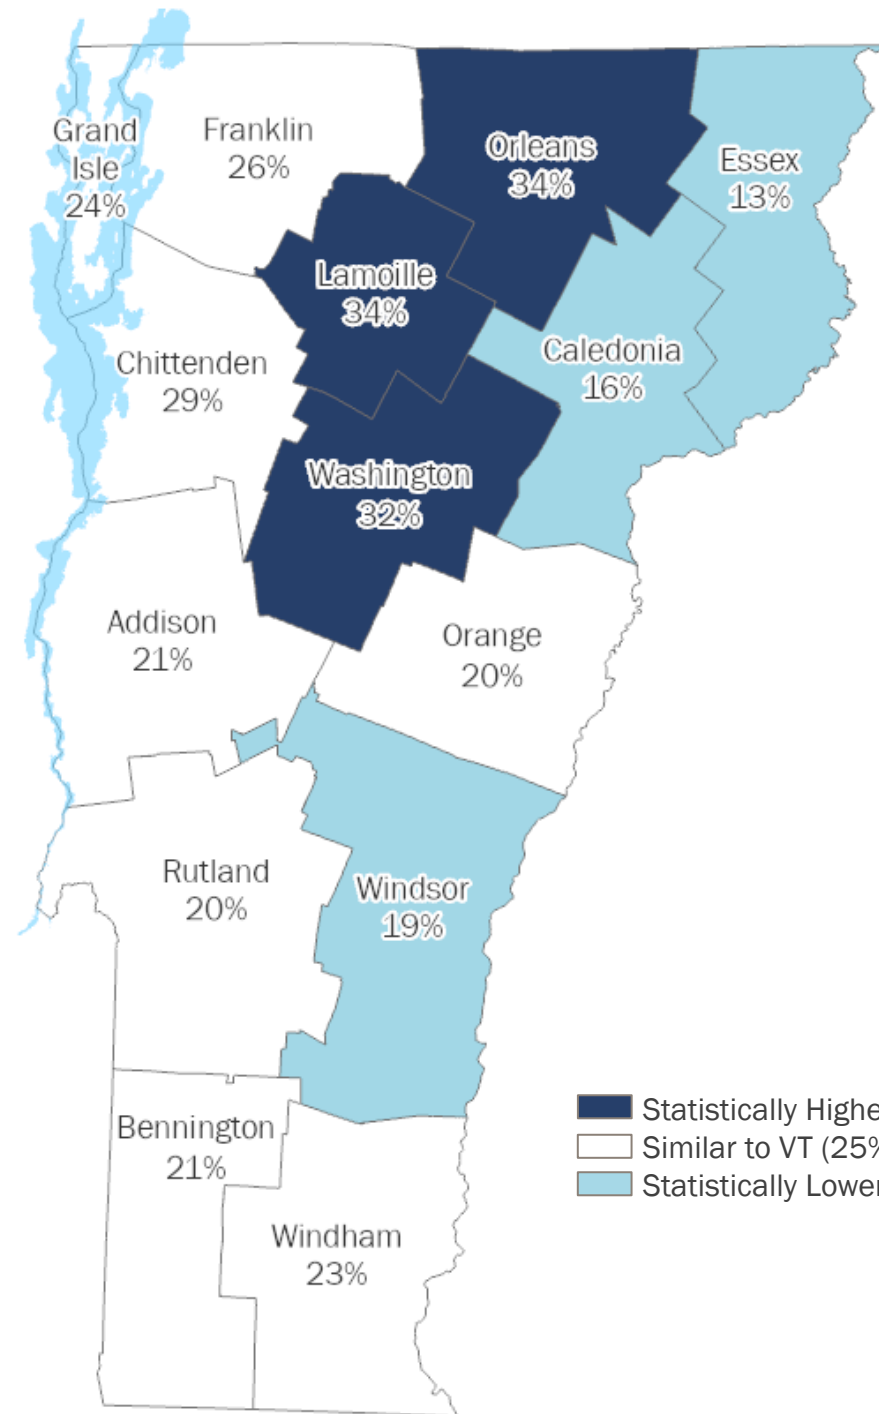 Grand
Isle
24%
Franklin
26%
Orleans
34%
Essex
13%
Lamoille
34%
Chittenden
29%
Caledonia
16%
Washington
32%
Addison
21%
Orange
20%
Rutland
20%
Windsor
19%
Bennington
21%
Windham
23%
Statistically Highe
Similar to VT (25%
Statistically Lower